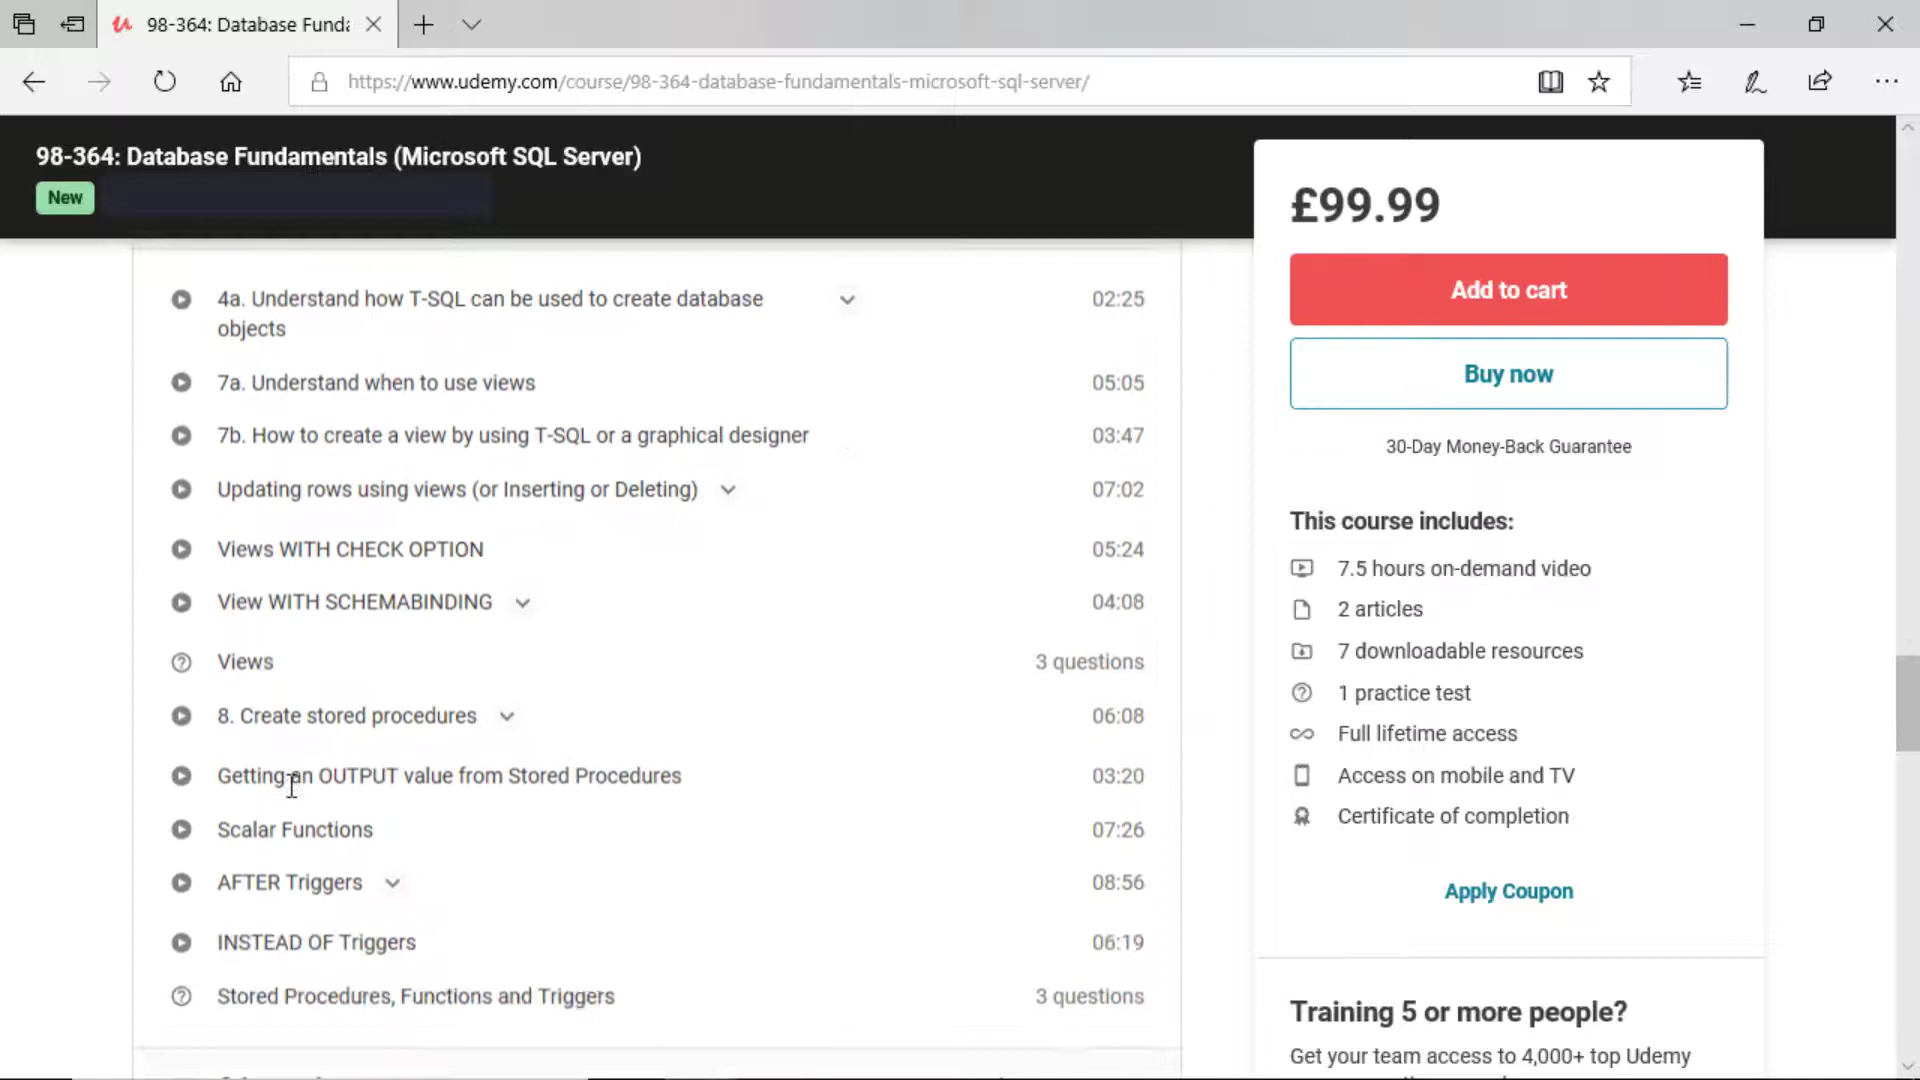 98-364: Database Funda
https://www.udemy.com/course/98-364-database-fundamentals-microsoft-sql-server/
98-364: Database Fundamentals (Microsoft SQL Server)
New
4a. Understand how T-SQL can be used to create database
objects
02:25
7a. Understand when to use views
05:05
7b. How to create a view by using T-SQL or a graphical designer
03:47
Updating rows using views (or Inserting or Deleting)
07:02
Views WITH CHECK OPTION
05:24
View WITH SCHEMABINDING
04:08
Views
3 questions
8. Create stored procedures
06:08
Getting an OUTPUT value from Stored Procedures
03:20
Scalar Functions
07:26
AFTER Triggers
08:56
INSTEAD OF Triggers
06:19
Stored Procedures, Functions and Triggers
3 questions
£99.99
Add to cart
Buy now
30-Day Money-Back Guarantee
This course includes:
7.5 hours on-demand video
2 articles
7 downloadable resources
1 practice test
Full lifetime access
Access on mobile and TV
Certificate of completion
Apply Coupon
Training 5 or more people?
Get your team access to 4,000+ top Udemy